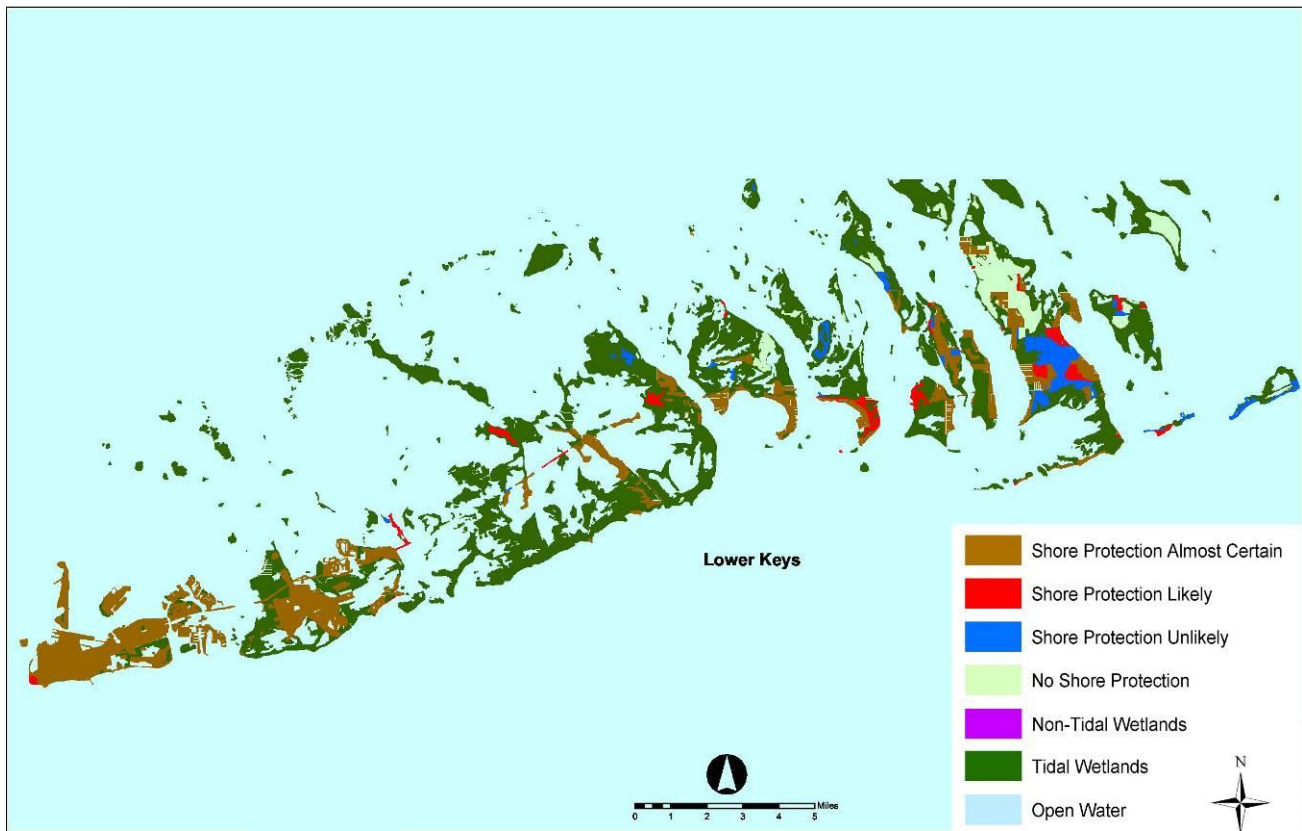 Lower Keys
Shore Protection Almost Certain
Shore Protection Likely
Shore Protection Unlikely
No Shore Protection
Non-Tidal Wetlands
Tidal Wetlands
Open Water
N
Miles
0 1 2 3 4 5